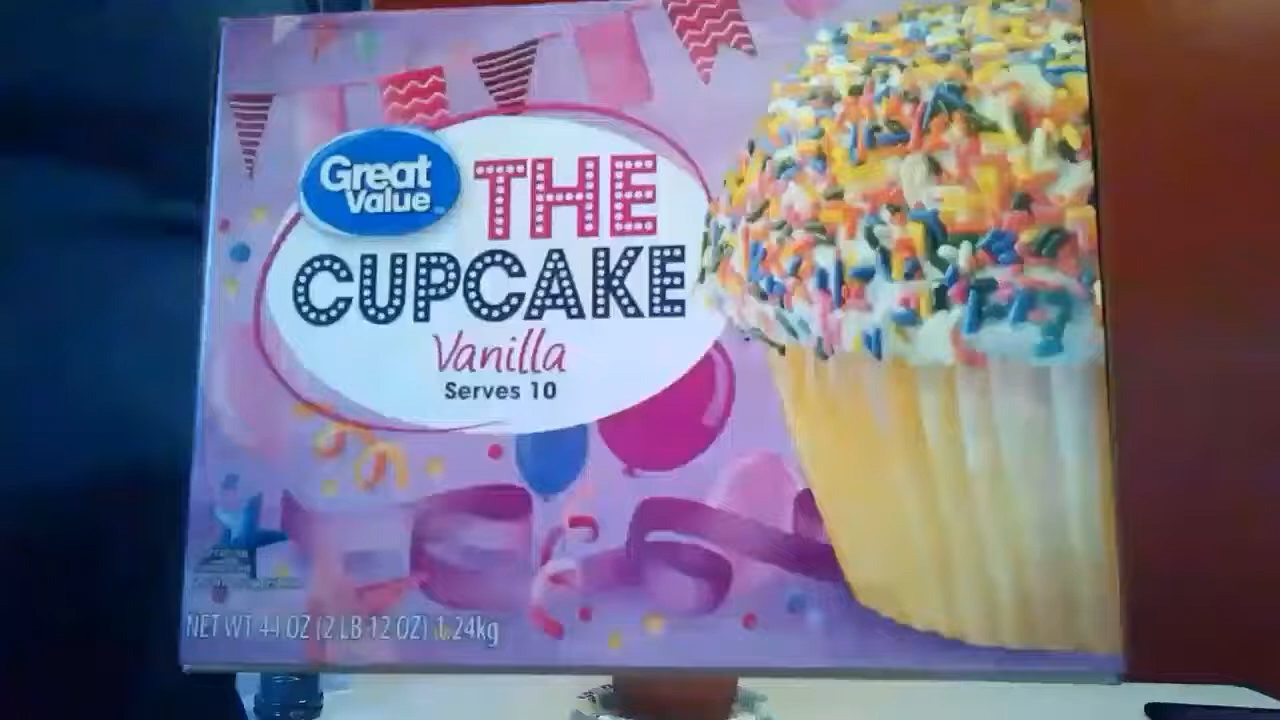 Great
Value
THE
CUPCAKE
Vanilla
Serves 10
NET WT 44 OZ (2 LB 12 OZ) 1.24kg